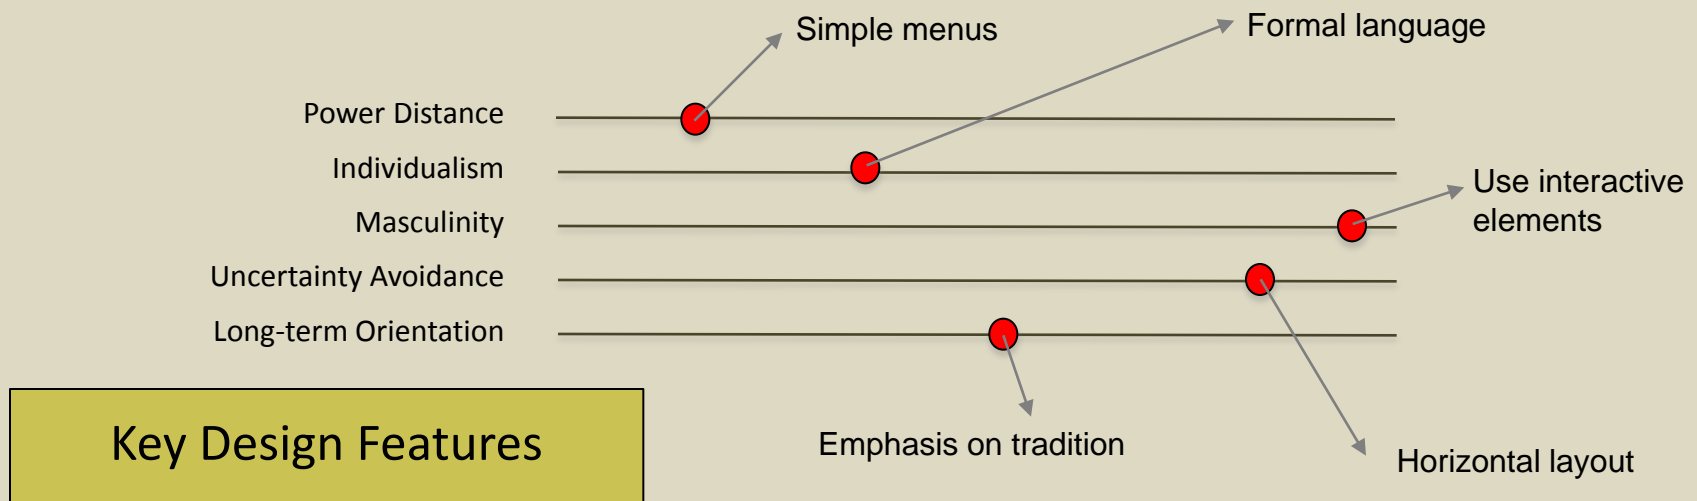 Simple menus
Formal language
Power Distance
Individualism
Use interactive
elements
Masculinity
Uncertainty Avoidance
Long-term Orientation
Key Design Features
Emphasis on tradition
Horizontal layout